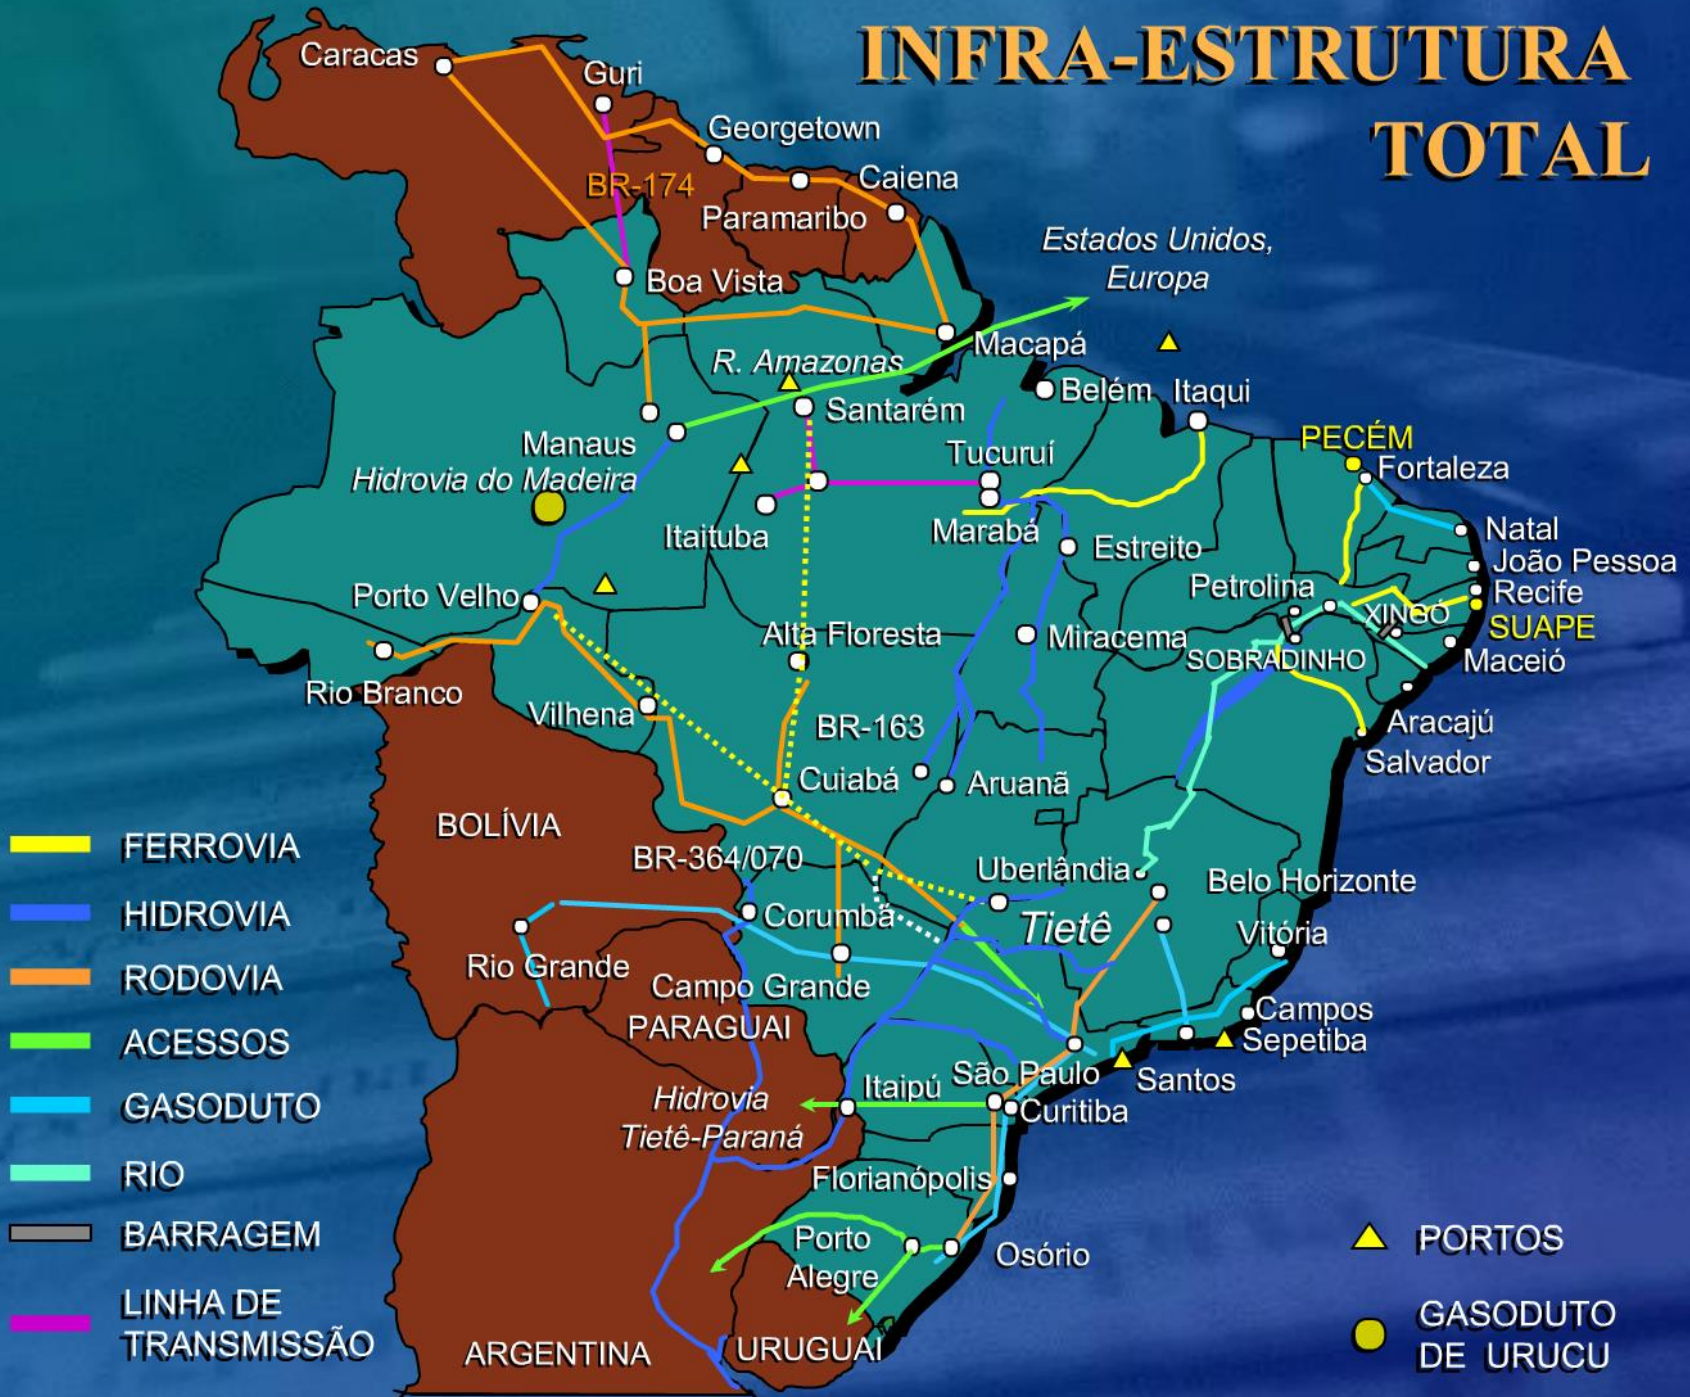 INFRA-ESTRUTURA
TOTAL
Caracas
Guri
Georgetown
BR-174
Caiena
Paramaribo
Estados Unidos,
Europa
Boa Vista
Macapá
R. Amazonas
Belém
Itaqui
Santarém
Manaus
Tucuruí
PECÉM
Fortaleza
Hidrovia do Madeira
Itaituba
Marabá
Estreito
Natal
João Pessoa
Petrolina
Recife
Porto Velho
XINGÓ
SUAPE
Alta Floresta
Miracema
SOBRADINHO
Maceió
Rio Branco
Vilhena
BR-163
Aracajú
Salvador
Cuiabá
Aruanã
BOLÍVIA
BR-364/070
Uberlândia
Belo Horizonte
Corumbá
Tietê
Vitória
Rio Grande
Campo Grande
Campos
PARAGUAI
Sepetiba
Itaipú
São Paulo
Santos
Hidrovia
Tietê-Paraná
Curitiba
Florianópolis
Porto
Alegre
Osório
ARGENTINA
URUGUAI
FERROVIA
HIDROVIA
RODOVIA
ACESSOS
GASODUTO
RIO
BARRAGEM
LINHA DE
TRANSMISSÃO
PORTOS
GASODUTO
DE URUCU